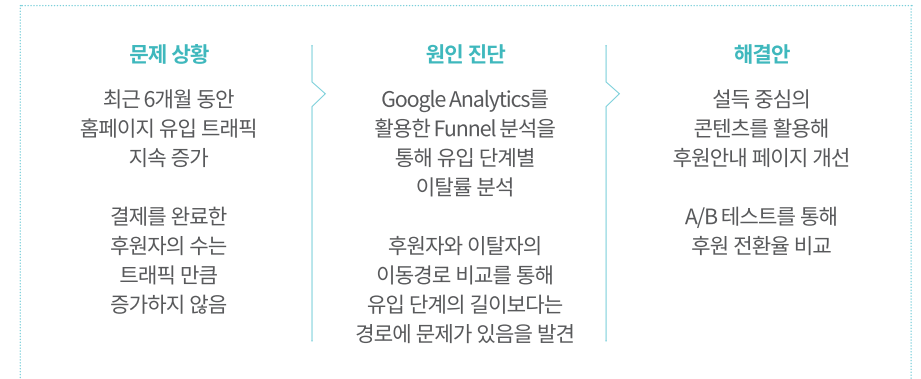 문제 상황
최근 6개월 동안
홈페이지 유입 트래픽
지속 증가
결제를 완료한
후원자의 수는
트래픽 만큼
증가하지 않음
원인 진단
Google Analytics를
활용한 Funnel 분석을
통해 유입 단계별
이탈률 분석
후원자와 이탈자의
이동경로 비교를 통해
유입 단계의 길이보다는
경로에 문제가 있음을 발견
해결안
설득 중심의
콘텐츠를 활용해
후원안내 페이지 개선
A/B 테스트를 통해
후원 전환율 비교